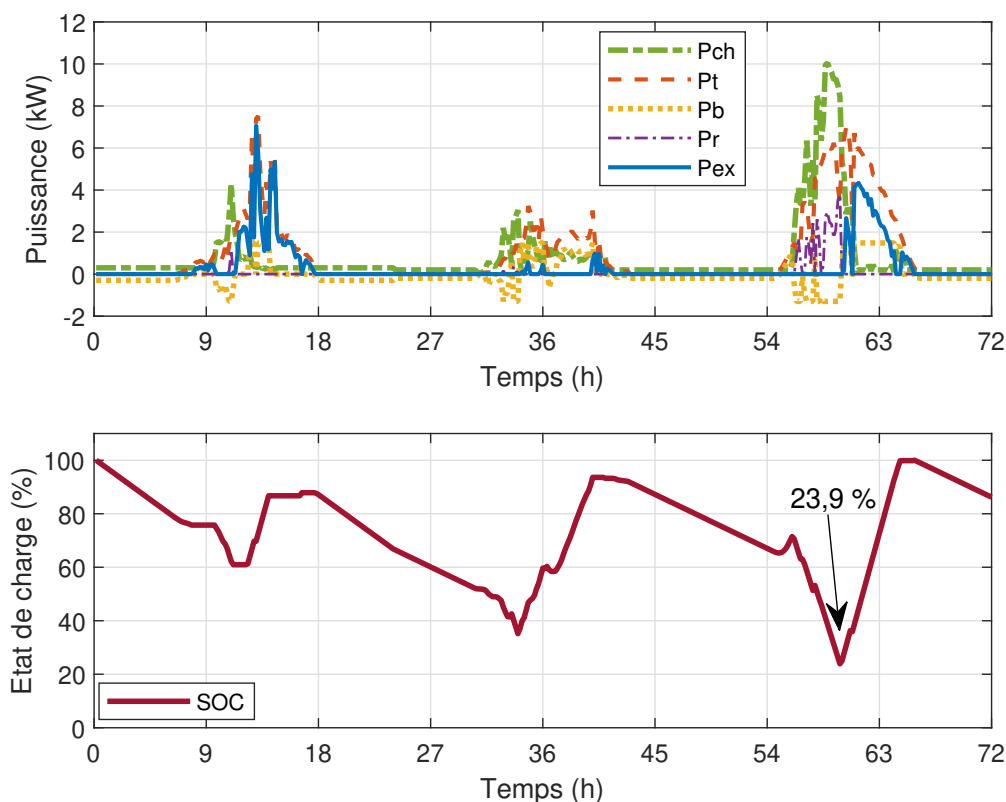 12
10
8
6
4
2
0
-2
Puissance (kW)
Pch
Pt
Pb
Pr
Pex
0 9 18 27 36 45 54 63 72
Temps (h)
100
80
60
40
20
0
Etat de charge (%)
23,9 %
SOC
0 9 18 27 36 45 54 63 72
Temps (h)